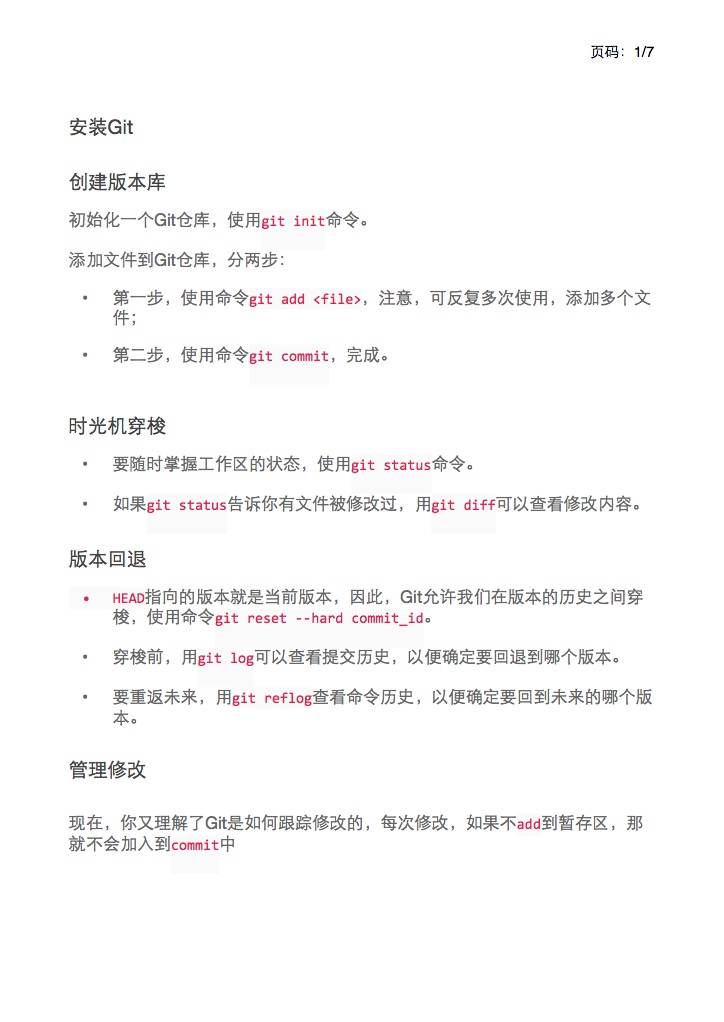 页码：1/7
安装Git
创建版本库
初始化一个Git仓库，使用git init命令。
添加文件到Git仓库，分两步：
• 第一步，使用命令git add <file>，注意，可反复多次使用，添加多个文
件；
• 第二步，使用命令git commit，完成。
时光机穿梭
• 要随时掌握工作区的状态，使用git status命令。
• 如果git status告诉你有文件被修改过，用git diff可以查看修改内容。
版本回退
• HEAD指向的版本就是当前版本，因此，Git允许我们在版本的历史之间穿
梭，使用命令git reset --hard commit_id。
• 穿梭前，用git log可以查看提交历史，以便确定要回退到哪个版本。
• 要重返未来，用git reflog查看命令历史，以便确定要回到未来的哪个版
本。
管理修改
现在，你又理解了Git是如何跟踪修改的，每次修改，如果不add到暂存区，那
就不会加入到commit中